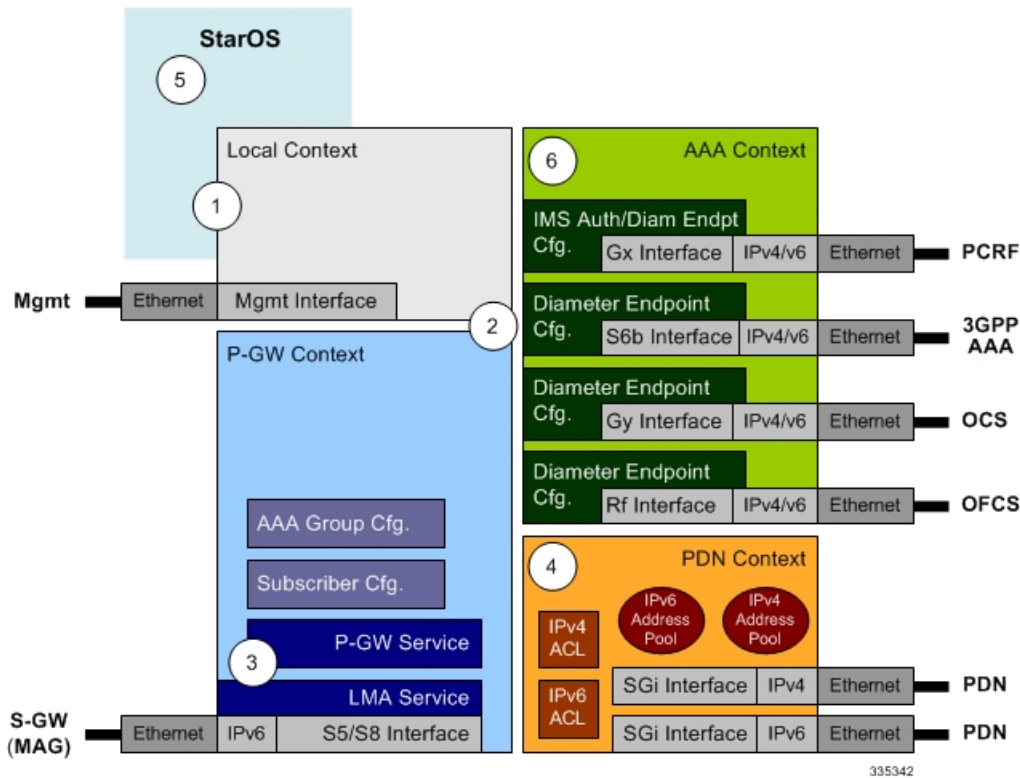 StarOS
5
Local Context
1
Mgmt
Ethernet
Mgmt Interface
2
P-GW Context
AAA Group Cfg.
Subscriber Cfg.
P-GW Service
3
LMA Service
S-GW
(MAG)
Ethernet
IPv6
S5/S8 Interface
6
AAA Context
IMS Auth/Diam Endpt
Cfg.
Gx Interface
IPv4/v6
Ethernet
PCRF
Diameter Endpoint
Cfg.
S6b Interface
IPv4/v6
Ethernet
3GPP
AAA
Diameter Endpoint
Cfg.
Gy Interface
IPv4/v6
Ethernet
OCS
Diameter Endpoint
Cfg.
Rf Interface
IPv4/v6
Ethernet
OFCS
4
PDN Context
IPv6
Address
Pool
IPv4
Address
Pool
IPv4
ACL
IPv6
ACL
SGi Interface
IPv4
Ethernet
PDN
SGi Interface
IPv6
Ethernet
PDN
335342